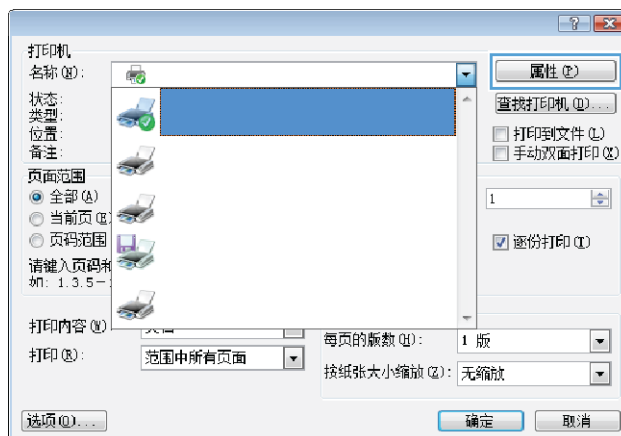 打印机
名称(N):
属性(P)
状态:
类型:
位置:
备注:
查找打印机(D)...
打印到文件(L)
手动双面打印(X)
页面范围
全部(A)
当前页(E)
页码范围
请键入页码和
如: 1.3.5-
1
逐份打印(T)
打印内容(W):
打印(R):
范围中所有页面
每页的版数(H):
1 版
按纸张大小缩放(Z):
无缩放
选项(O)...
确定
取消